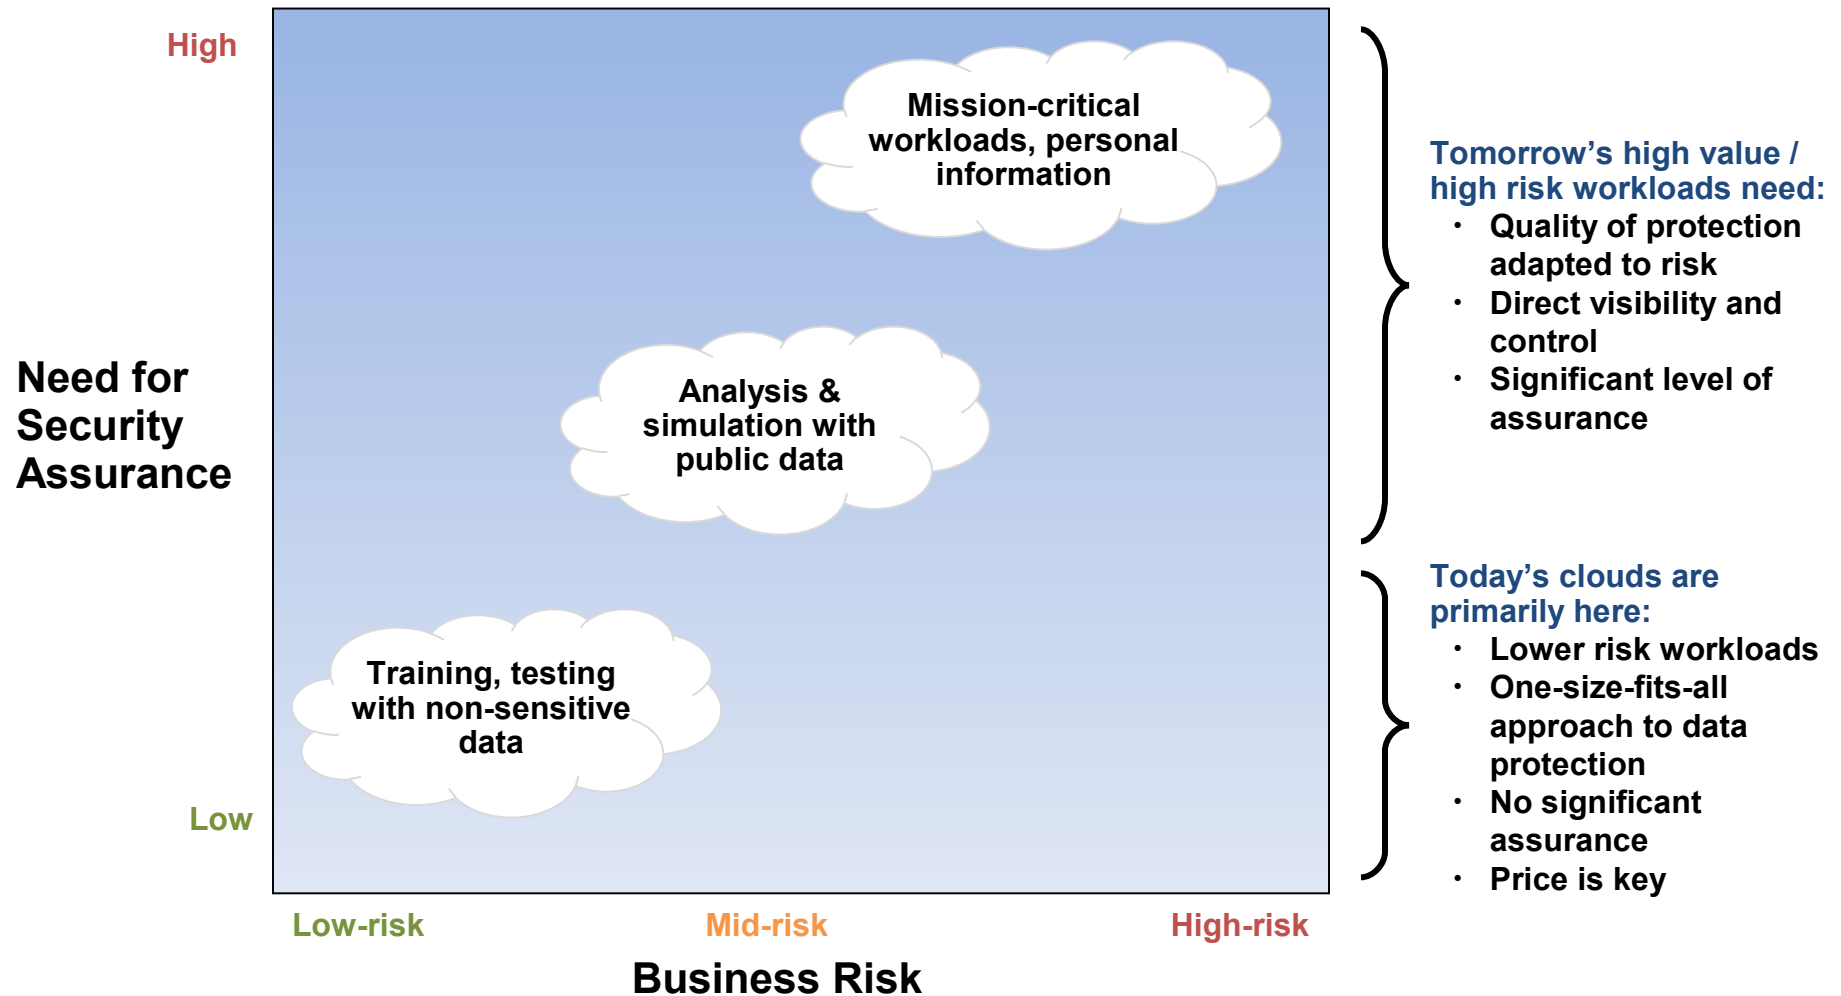 High
Mission-critical
workloads, personal
information
Need for
Security
Assurance
Analysis &
simulation with
public data
Training, testing
with non-sensitive
data
Low
Low-risk
Mid-risk
High-risk
Business Risk
Tomorrow’s high value /
high risk workloads need:
· Quality of protection
adapted to risk
· Direct visibility and
control
· Significant level of
assurance
Today’s clouds are
primarily here:
· Lower risk workloads
· One-size-fits-all
approach to data
protection
· No significant
assurance
· Price is key